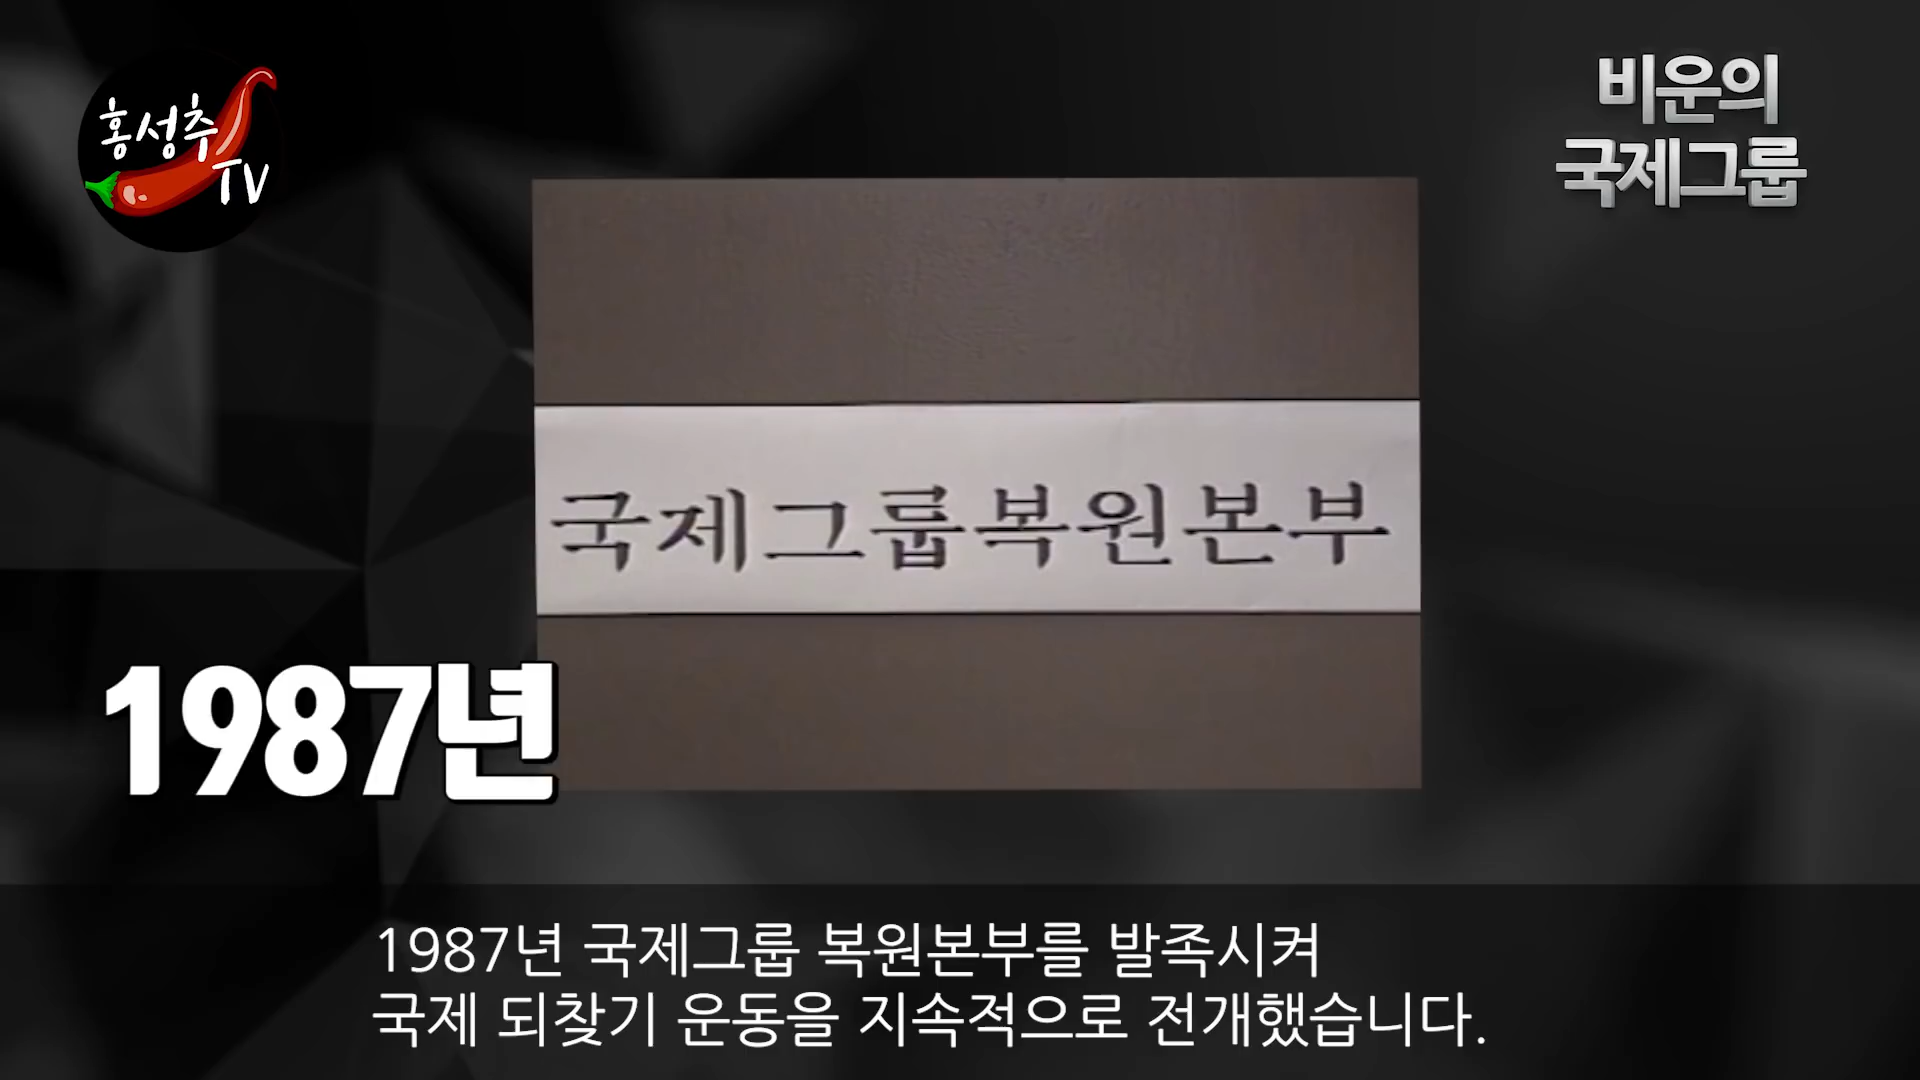 홍성추
TV
비운의
국제그룹
국제그룹복원본부
1987년
1987년 국제그룹 복원본부를 발족시켜
국제 되찾기 운동을 지속적으로 전개했습니다.